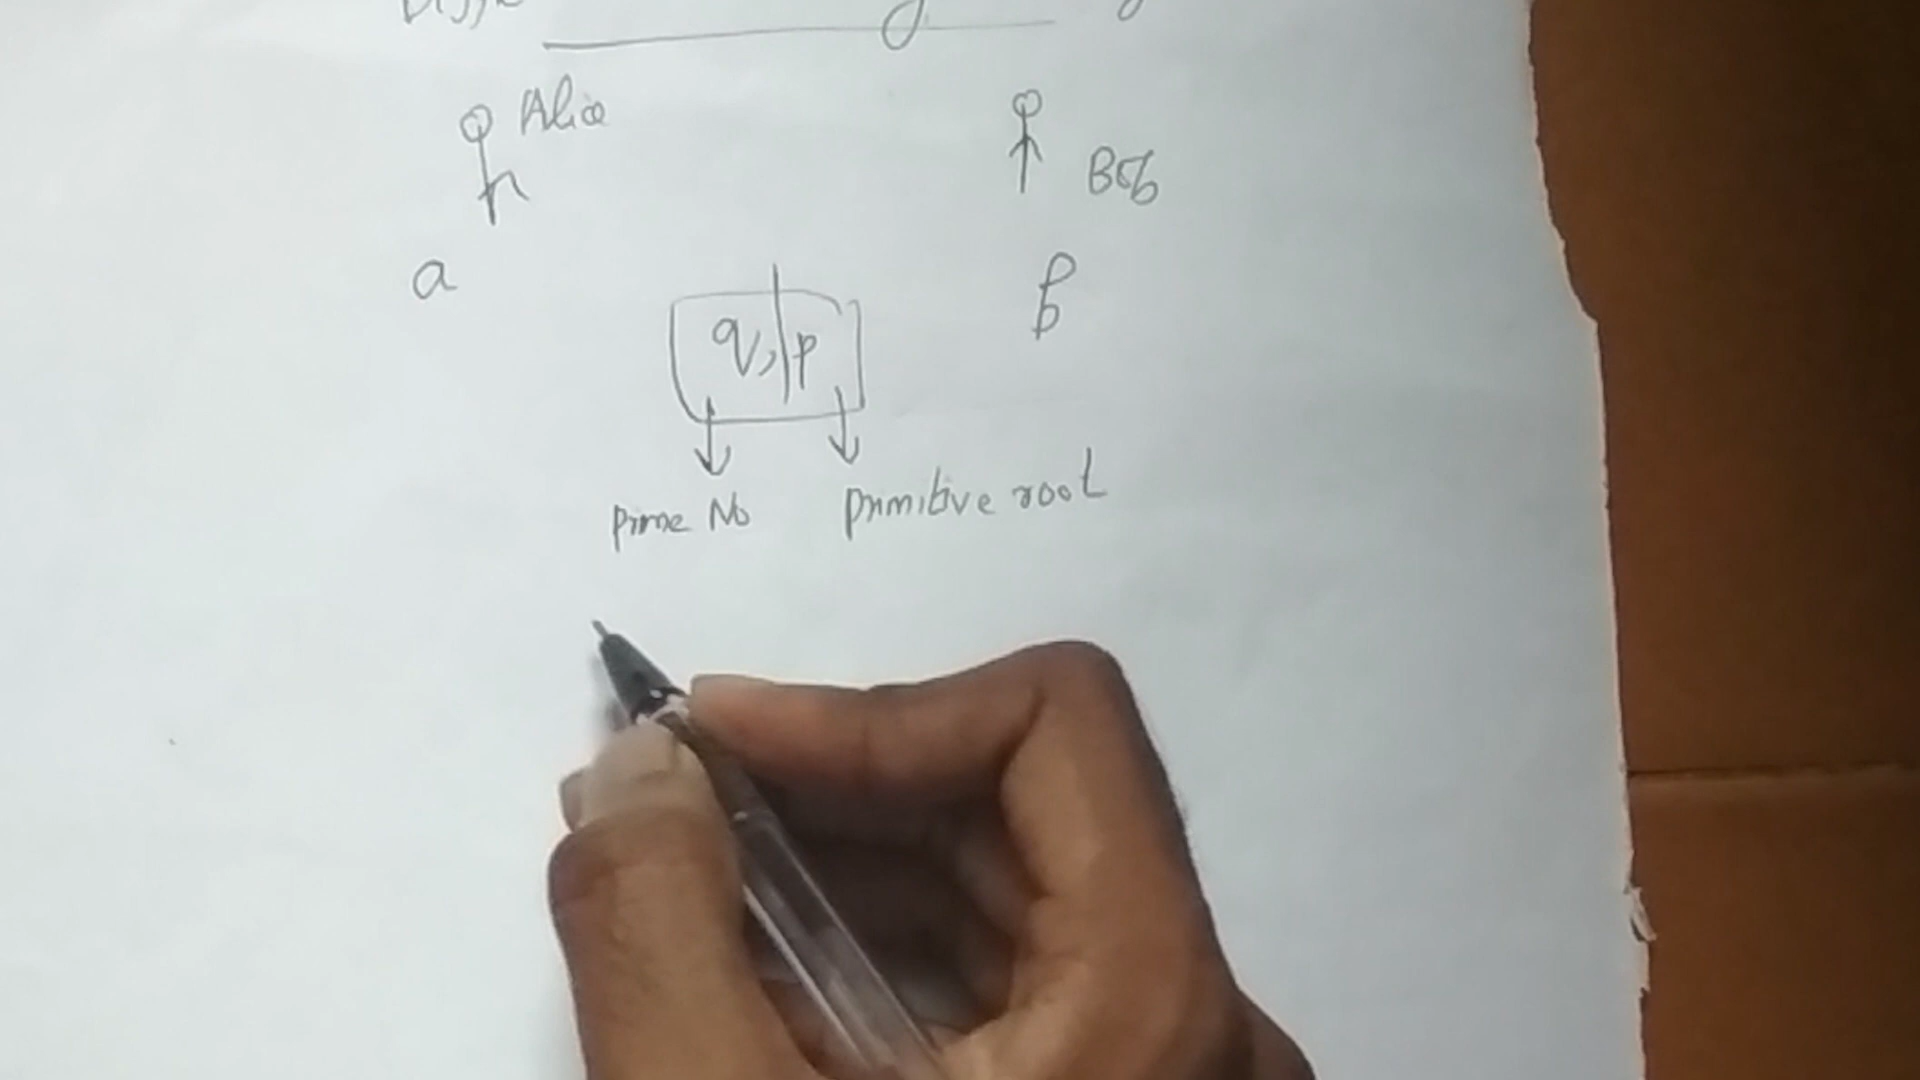 Alice
Bob
a
b
q, p
Prime No
Primitive root